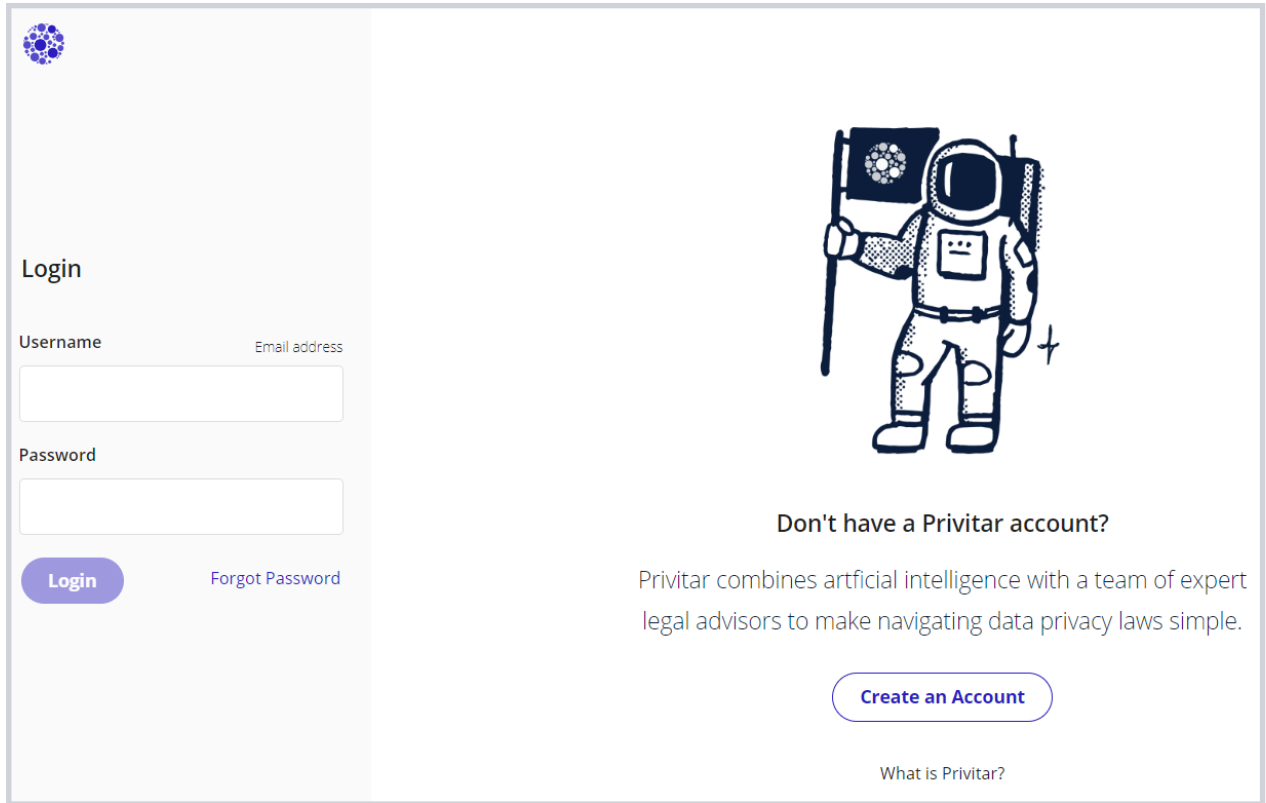 Login
Username
Email address
Password
Login
Forgot Password
Don't have a Privitar account?
Privitar combines artficial intelligence with a team of expert
legal advisors to make navigating data privacy laws simple.
Create an Account
What is Privitar?